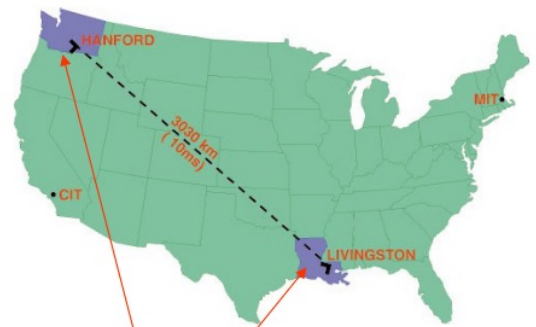 HANFORD
MIT
3030 km
( 10ms)
CIT
LIVINGSTON